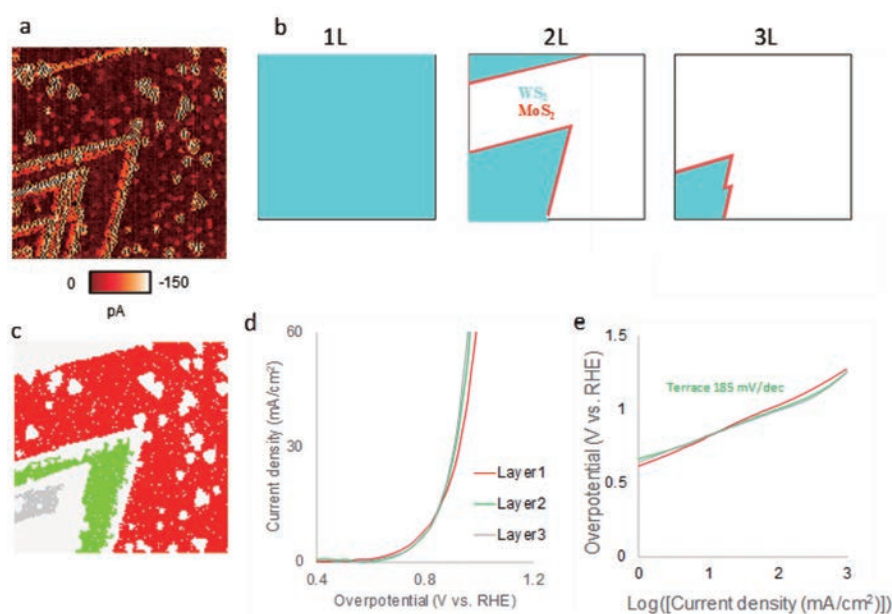 a
0 -150
pA
b
1L 2L 3L
WS₂
MoS₂
c
d
Current density (mA/cm²)
60
30
0
0.4 0.8 1.2
Overpotential (V vs. RHE)
Layer1
Layer2
Layer3
e
Overpotential (V vs. RHE)
1.5
1
0.5
0
Terrace 185 mV/dec
0 1 2 3
Log([Current density (mA/cm²)])